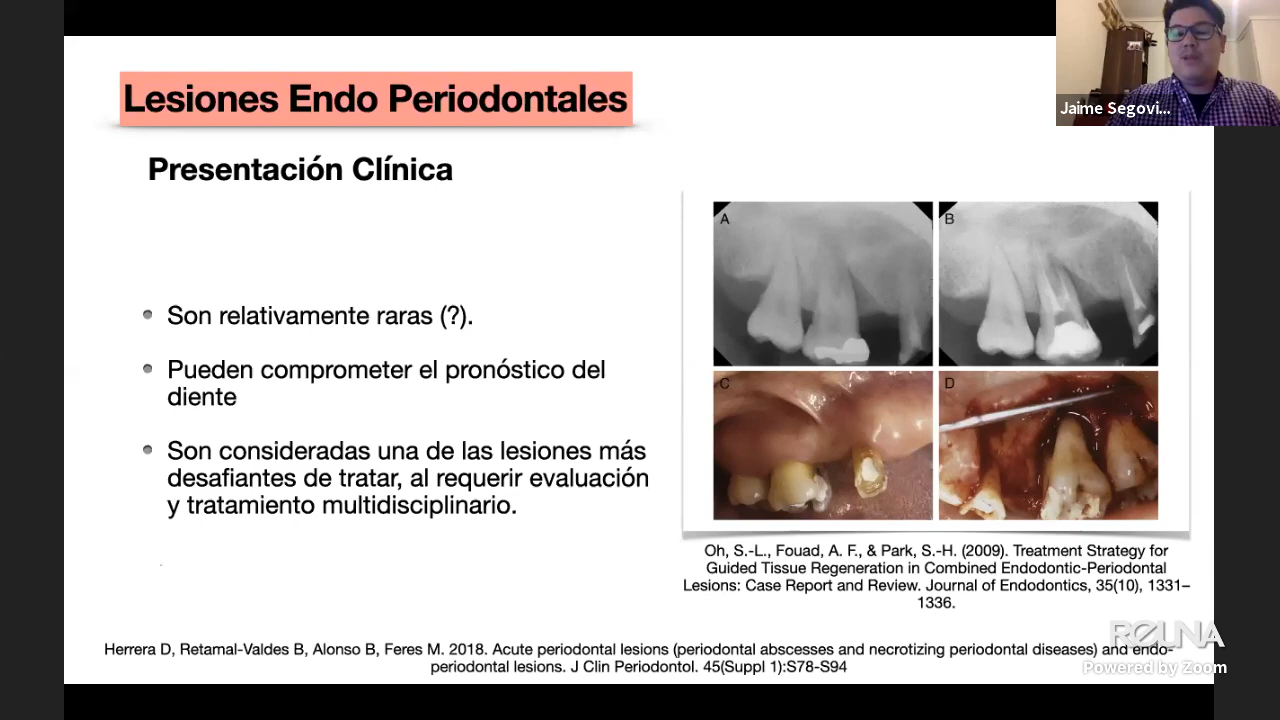 Lesiones Endo Periodontales
Jaime Segovi...
Presentación Clínica
Son relativamente raras (?).
Pueden comprometer el pronóstico del
diente
Son consideradas una de las lesiones más
desafiantes de tratar, al requerir evaluación
y tratamiento multidisciplinario.
A
B
C
D
Oh, S.-L., Fouad, A. F., & Park, S.-H. (2009). Treatment Strategy for
Guided Tissue Regeneration in Combined Endodontic-Periodontal
Lesions: Case Report and Review. Journal of Endodontics, 35(10), 1331–
1336.
Herrera D, Retamal-Valdes B, Alonso B, Feres M. 2018. Acute periodontal lesions (periodontal abscesses and necrotizing periodontal diseases) and endo-
periodontal lesions. J Clin Periodontol. 45(Suppl 1):S78-S94
Powered by Zoom